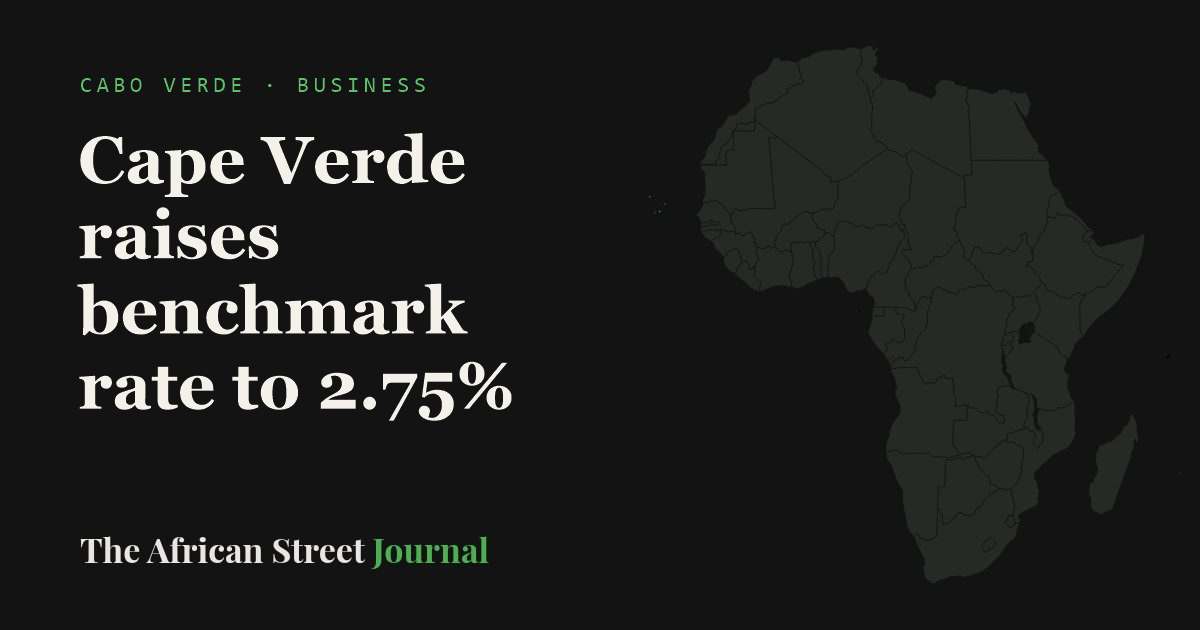 CABO VERDE · BUSINESS
Cape Verde
raises
benchmark
rate to 2.75%
The African Street Journal